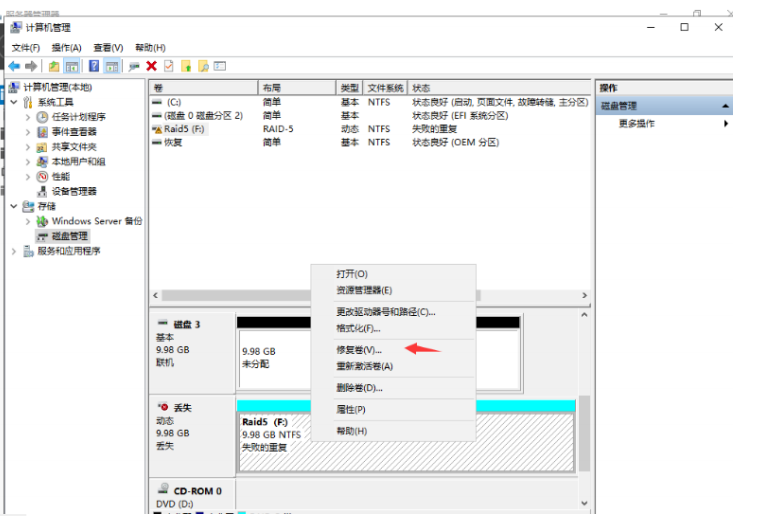 服务器管理器
计算机管理
文件(F) 操作(A) 查看(V) 帮助(H)
计算机管理(本地)
系统工具
任务计划程序
事件查看器
共享文件夹
本地用户和组
性能
设备管理器
存储
Windows Server 备份
磁盘管理
服务和应用程序
卷 布局 类型 文件系统 状态
(C:) 简单 基本 NTFS 状态良好 (启动, 页面文件, 故障转储, 主分区)
(磁盘 0 磁盘分区 2) 简单 基本 状态良好 (EFI 系统分区)
Raid5 (F:) RAID-5 动态 NTFS 失败的重复
恢复 简单 基本 NTFS 状态良好 (OEM 分区)
操作
磁盘管理
更多操作
打开(O)
资源管理器(E)
更改驱动器号和路径(C)...
格式化(F)...
修复卷(V)...
重新激活卷(A)
删除卷(D)...
属性(P)
帮助(H)
磁盘 3
基本
9.98 GB
联机
9.98 GB
未分配
丢失
动态
9.98 GB
丢失
Raid5 (F:)
9.98 GB NTFS
失败的重复
CD-ROM 0
DVD (D:)